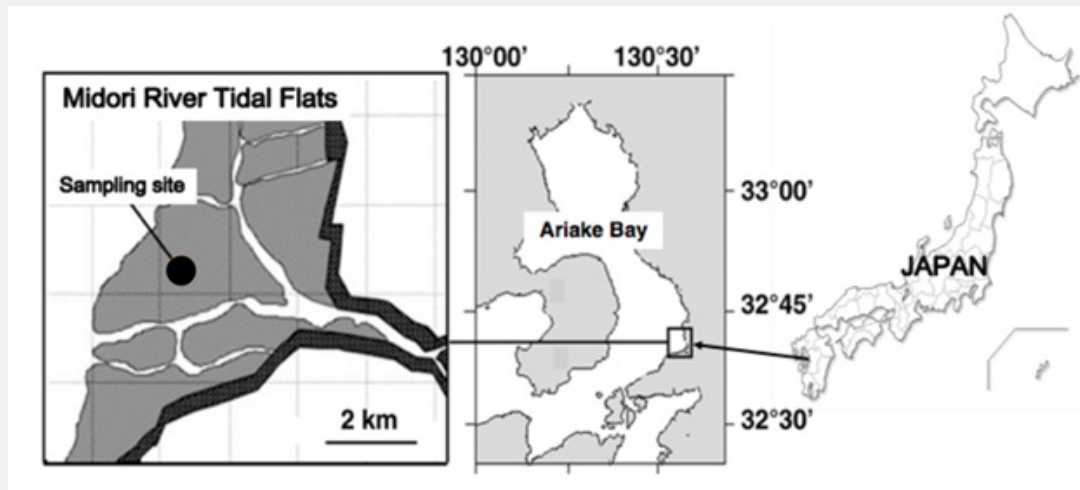 Midori River Tidal Flats
Sampling site
2 km
130°00’ 130°30’
Ariake Bay
33°00’
32°45’
32°30’
JAPAN